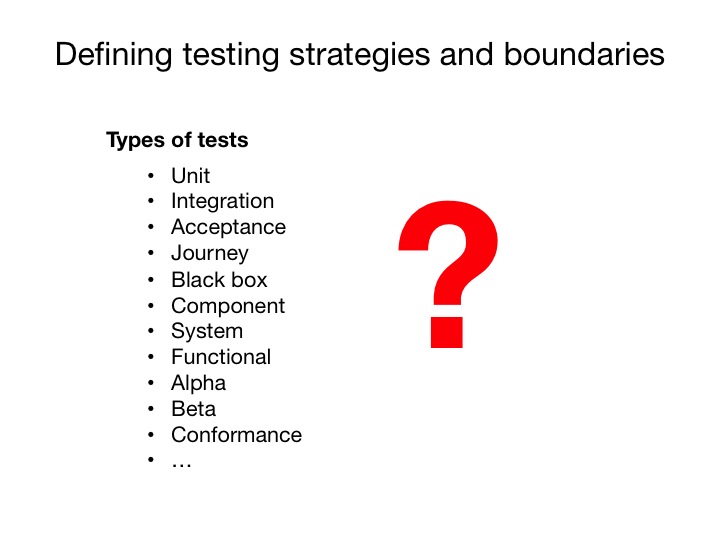 Defining testing strategies and boundaries
Types of tests
• Unit
• Integration
• Acceptance
• Journey
• Black box
• Component
• System
• Functional
• Alpha
• Beta
• Conformance
• …
?